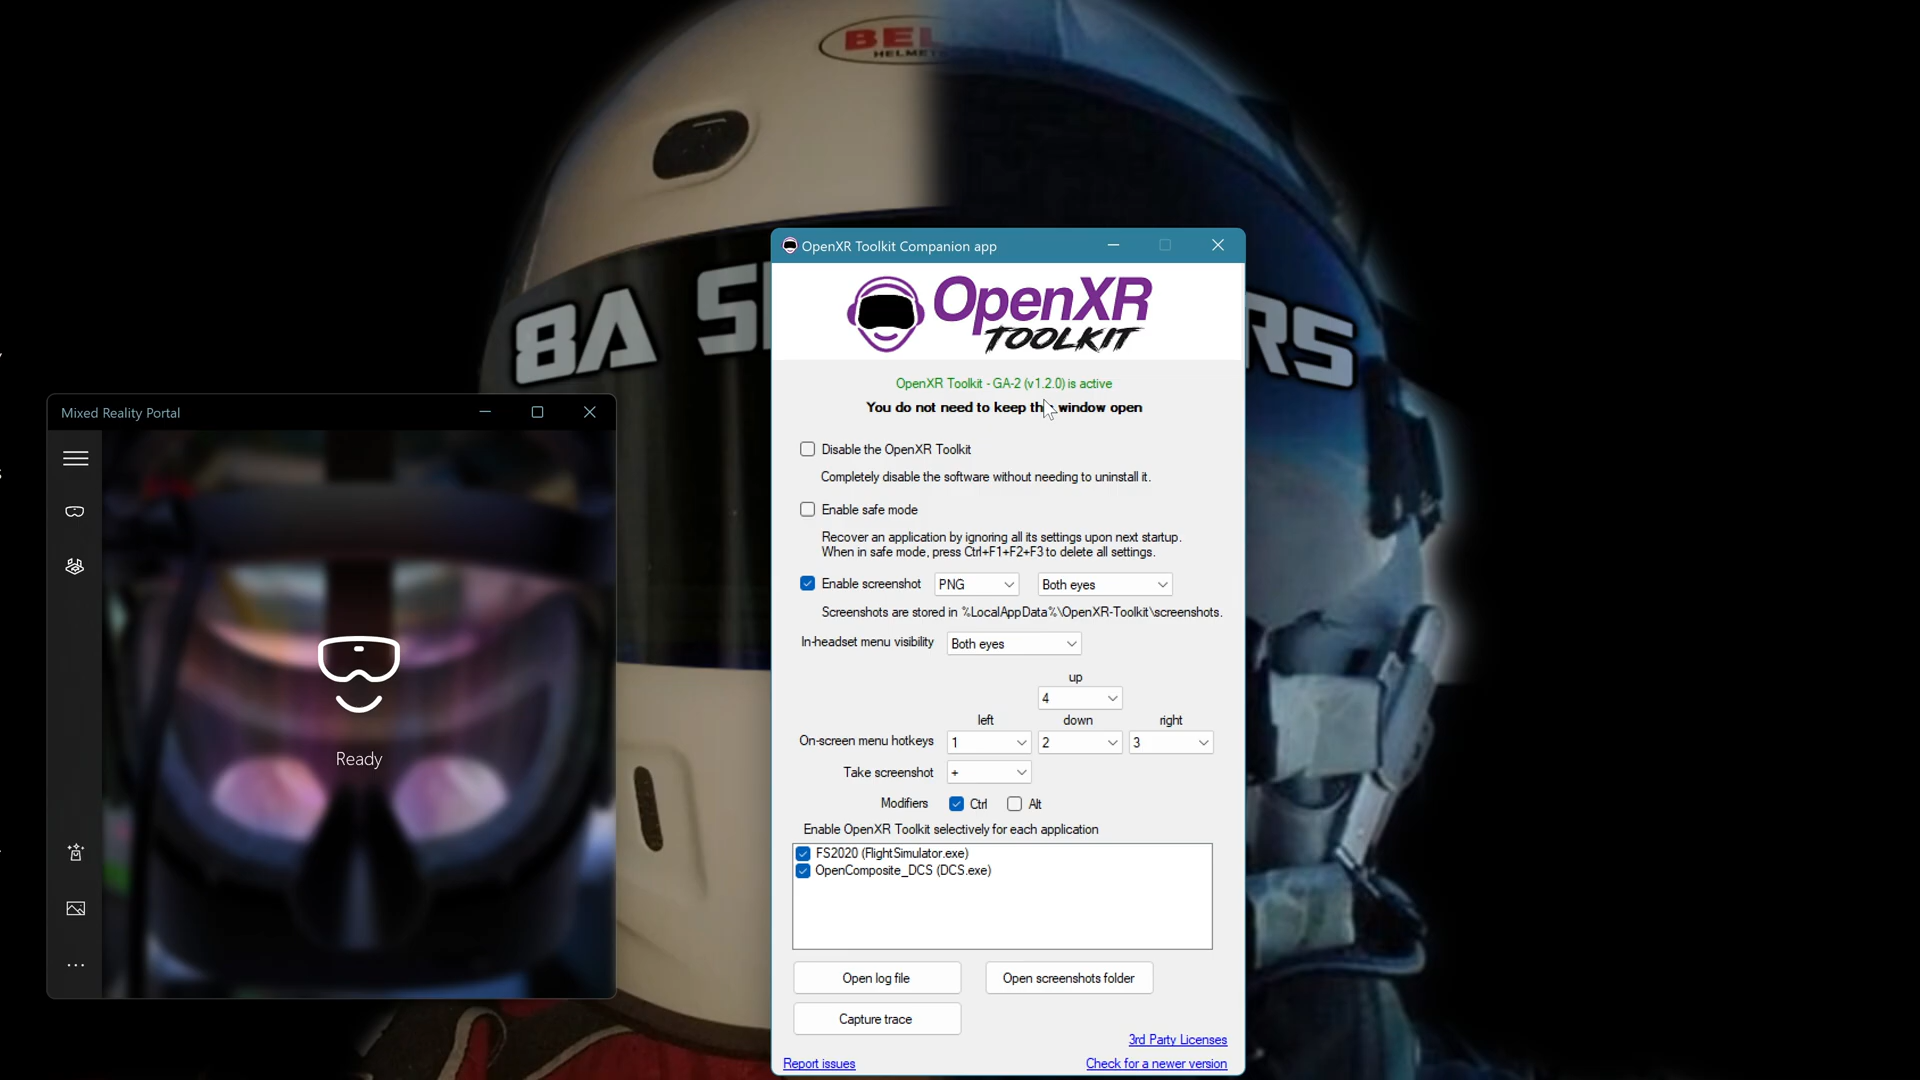 BEL
HELMET
8A S
RS
OpenXR Toolkit Companion app
OpenXR
TOOLKIT
OpenXR Toolkit - GA-2 (v1.2.0) is active
You do not need to keep the window open
Disable the OpenXR Toolkit
Completely disable the software without needing to uninstall it.
Enable safe mode
Recover an application by ignoring all its settings upon next startup.
When in safe mode, press Ctrl+F1+F2+F3 to delete all settings.
Enable screenshot PNG Both eyes
Screenshots are stored in %LocalAppData%\OpenXR-Toolkit\screenshots.
In-headset menu visibility Both eyes
up
4
left down right
On-screen menu hotkeys 1 2 3
Take screenshot +
Modifiers Ctrl Alt
Enable OpenXR Toolkit selectively for each application
FS2020 (FlightSimulator.exe)
OpenComposite_DCS (DCS.exe)
Open log file Open screenshots folder
Capture trace
3rd Party Licenses
Report issues Check for a newer version
Mixed Reality Portal
Ready